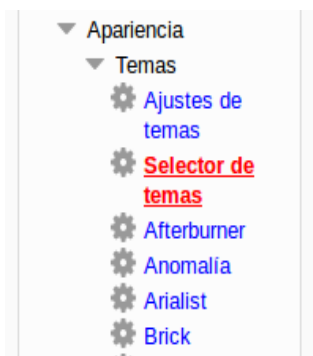 Apariencia
Temas
Ajustes de
temas
Selector de
temas
Afterburner
Anomalía
Arialist
Brick